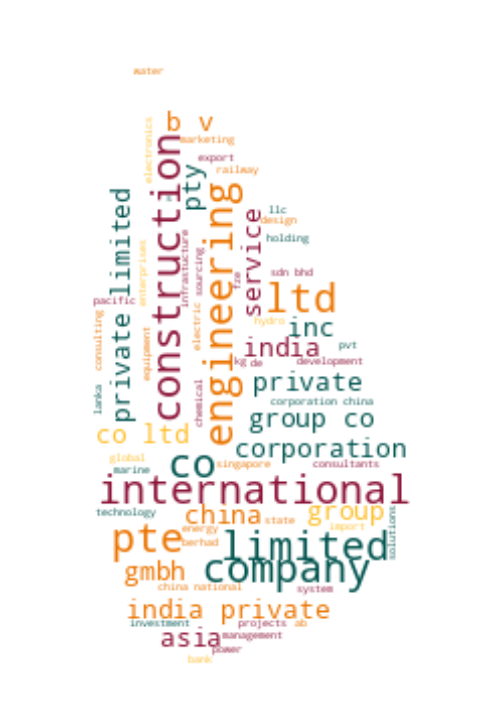 water
b v
electronics
marketing
construction
export
railway
pty
engineering
private limited
service
llc
design
holding
infrastucture
enterprises
sourcing
fze
sdn bhd
pacific
ltd
hydro
inc
consulting
equipment
electric
india
pvt
kg
de
development
private
lanka
chemical
corporation china
group co
co ltd
corporation
global
marine
co
singapore
consultants
international
technology
china
state
group
import
solutions
pte
energy
berhad
limited
company
gmbh
china national
system
india private
investment
projects
ab
asia
management
power
bank